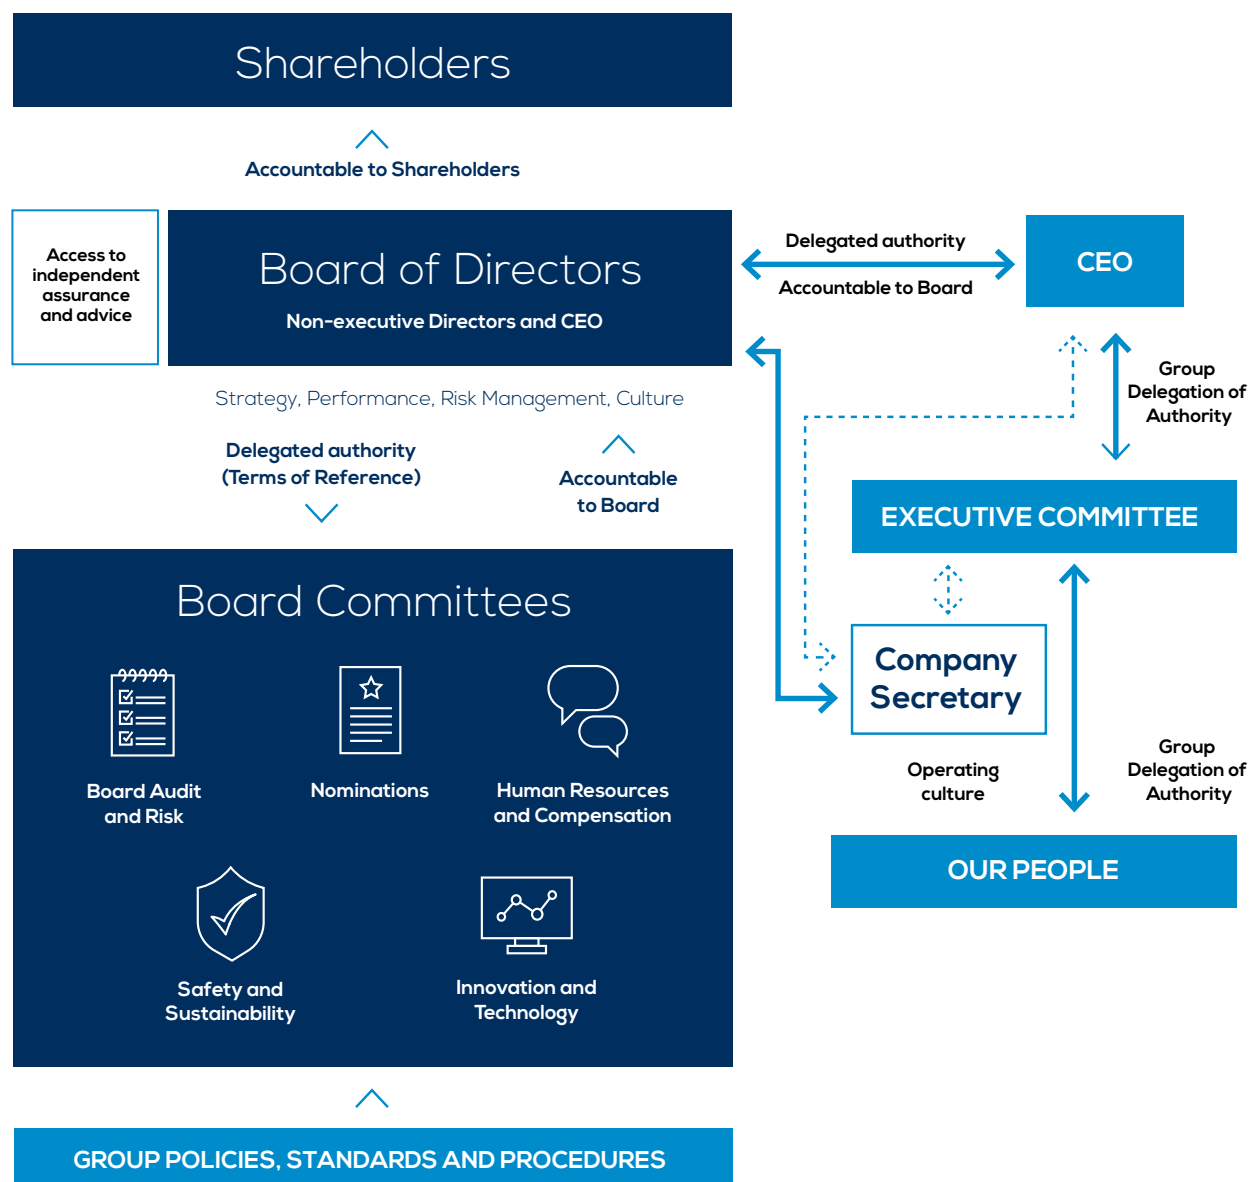 Shareholders
Accountable to Shareholders
Access to
independent
assurance
and advice
Board of Directors
Non-executive Directors and CEO
Delegated authority
Accountable to Board
CEO
Strategy, Performance, Risk Management, Culture
Delegated authority
(Terms of Reference)
Accountable
to Board
Group
Delegation of
Authority
EXECUTIVE COMMITTEE
Board Committees
Board Audit
and Risk
Nominations
Human Resources
and Compensation
Safety and
Sustainability
Innovation and
Technology
Company
Secretary
Operating
culture
Group
Delegation of
Authority
OUR PEOPLE
GROUP POLICIES, STANDARDS AND PROCEDURES